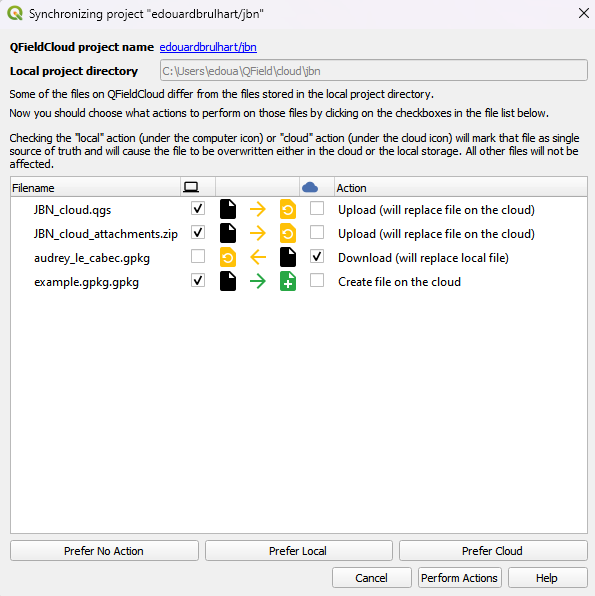 Synchronizing project "edouardbrulhart/jbn"
QFieldCloud project name edouardbrulhart/jbn
Local project directory C:\Users\edoua\QField\cloud\jbn
Some of the files on QFieldCloud differ from the files stored in the local project directory.
Now you should choose what actions to perform on those files by clicking on the checkboxes in the file list below.
Checking the "local" action (under the computer icon) or "cloud" action (under the cloud icon) will mark that file as single
source of truth and will cause the file to be overwritten either in the cloud or the local storage. All other files will not be
affected.
Filename Action
JBN_cloud.qgs Upload (will replace file on the cloud)
JBN_cloud_attachments.zip Upload (will replace file on the cloud)
audrey_le_cabec.gpkg Download (will replace local file)
example.gpkg.gpkg Create file on the cloud
Prefer No Action Prefer Local Prefer Cloud
Cancel Perform Actions Help